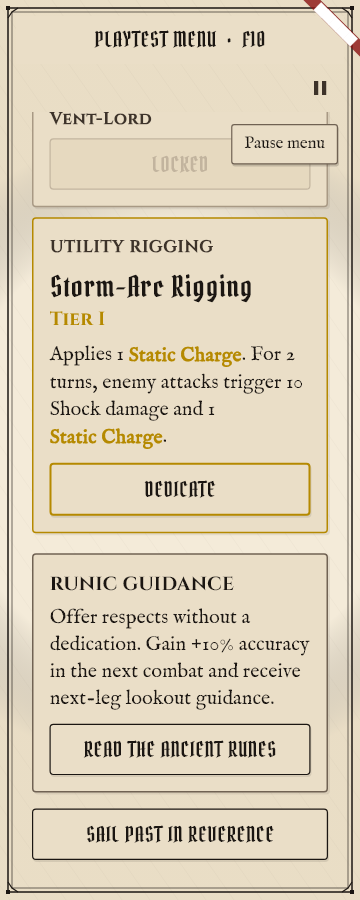 PLAYTEST MENU · F10
Vent-Lord
LOCKED
Pause menu
UTILITY RIGGING
Storm-Arc Rigging
Tier I
Applies 1 Static Charge. For 2
turns, enemy attacks trigger 10
Shock damage and 1
Static Charge.
DEDICATE
RUNIC GUIDANCE
Offer respects without a
dedication. Gain +10% accuracy
in the next combat and receive
next-leg lookout guidance.
READ THE ANCIENT RUNES
SAIL PAST IN REVERENCE